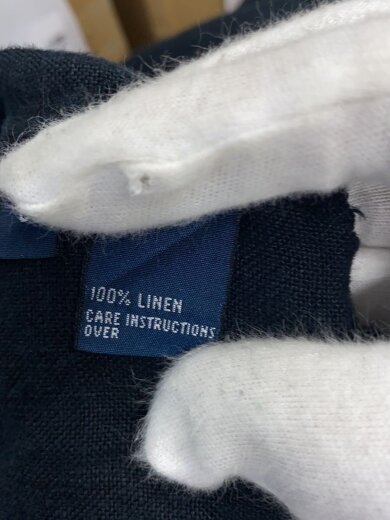 100% LINEN
CARE INSTRUCTIONS
OVER